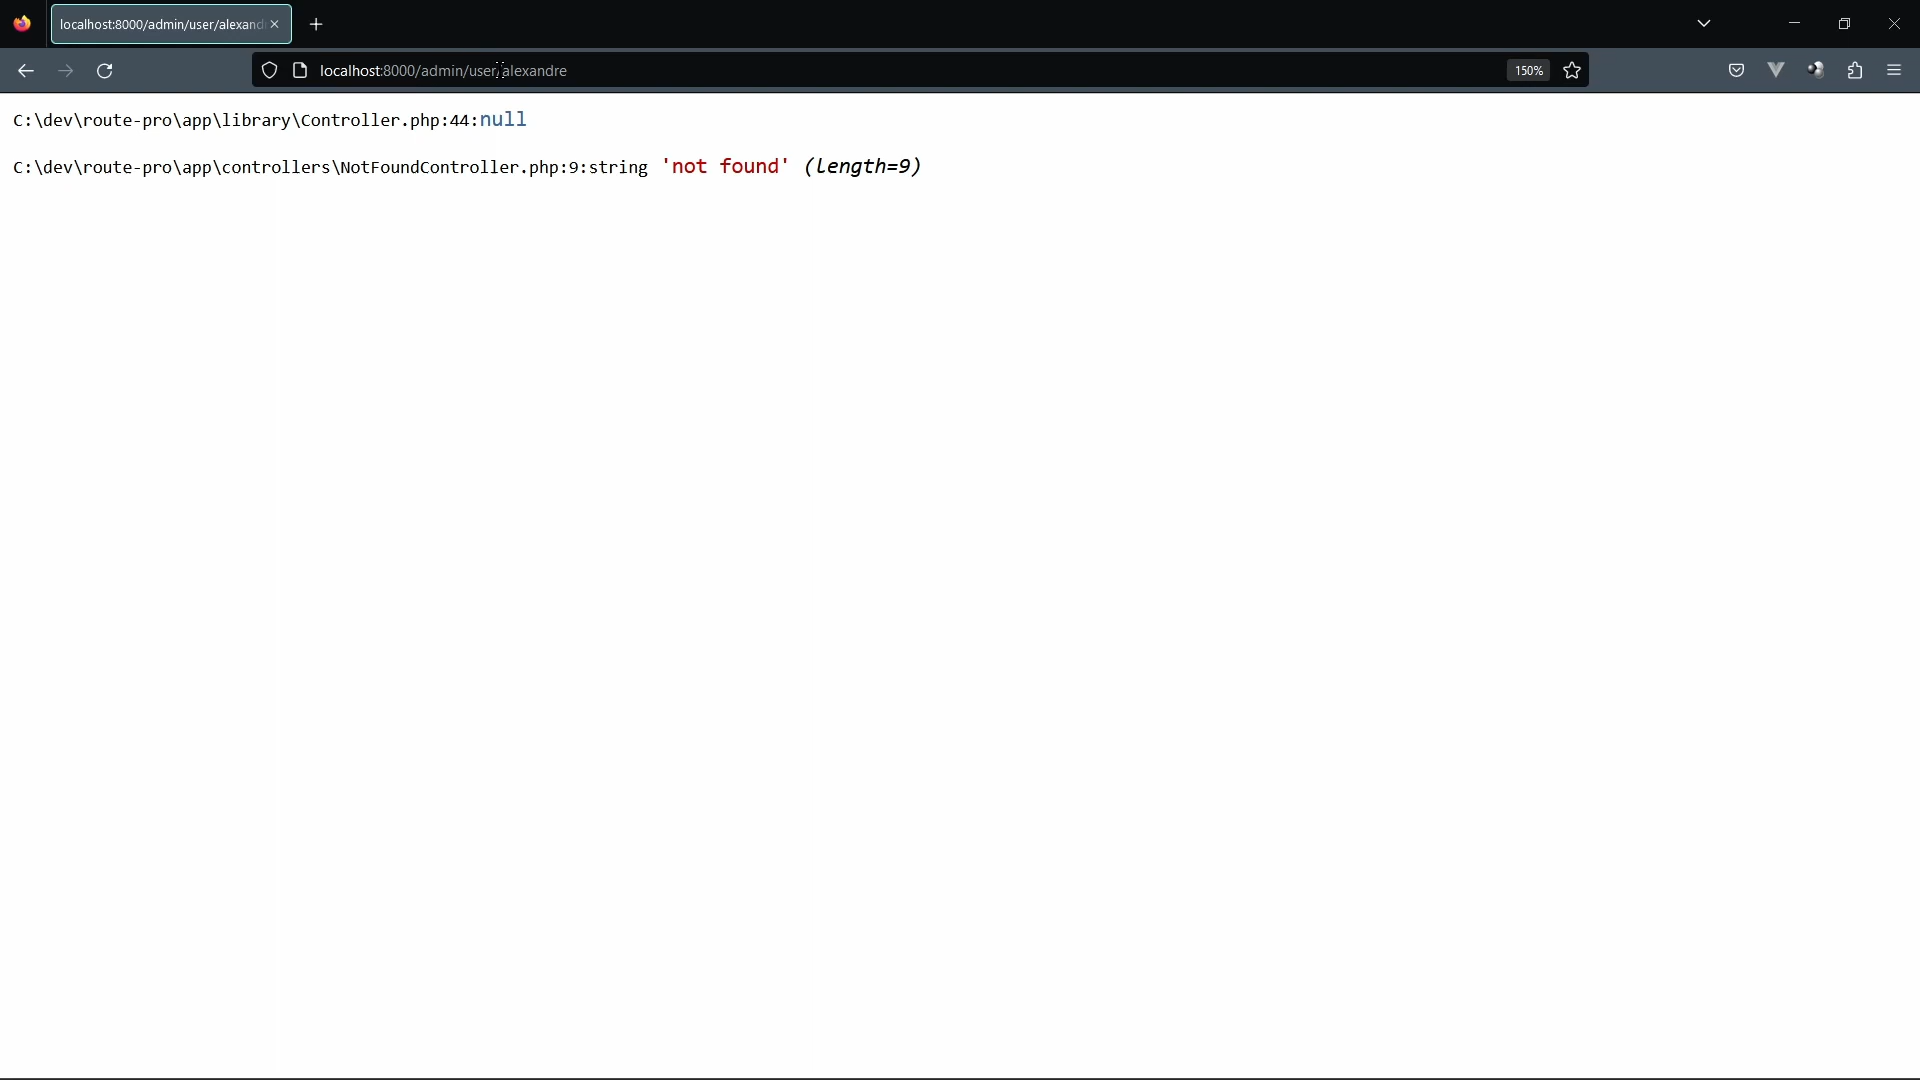 localhost:8000/admin/user/alexand
localhost:8000/admin/user/alexandre
150%
C:\dev\route-pro\app\library\Controller.php:44:null
C:\dev\route-pro\app\controllers\NotFoundController.php:9:string 'not found' (length=9)